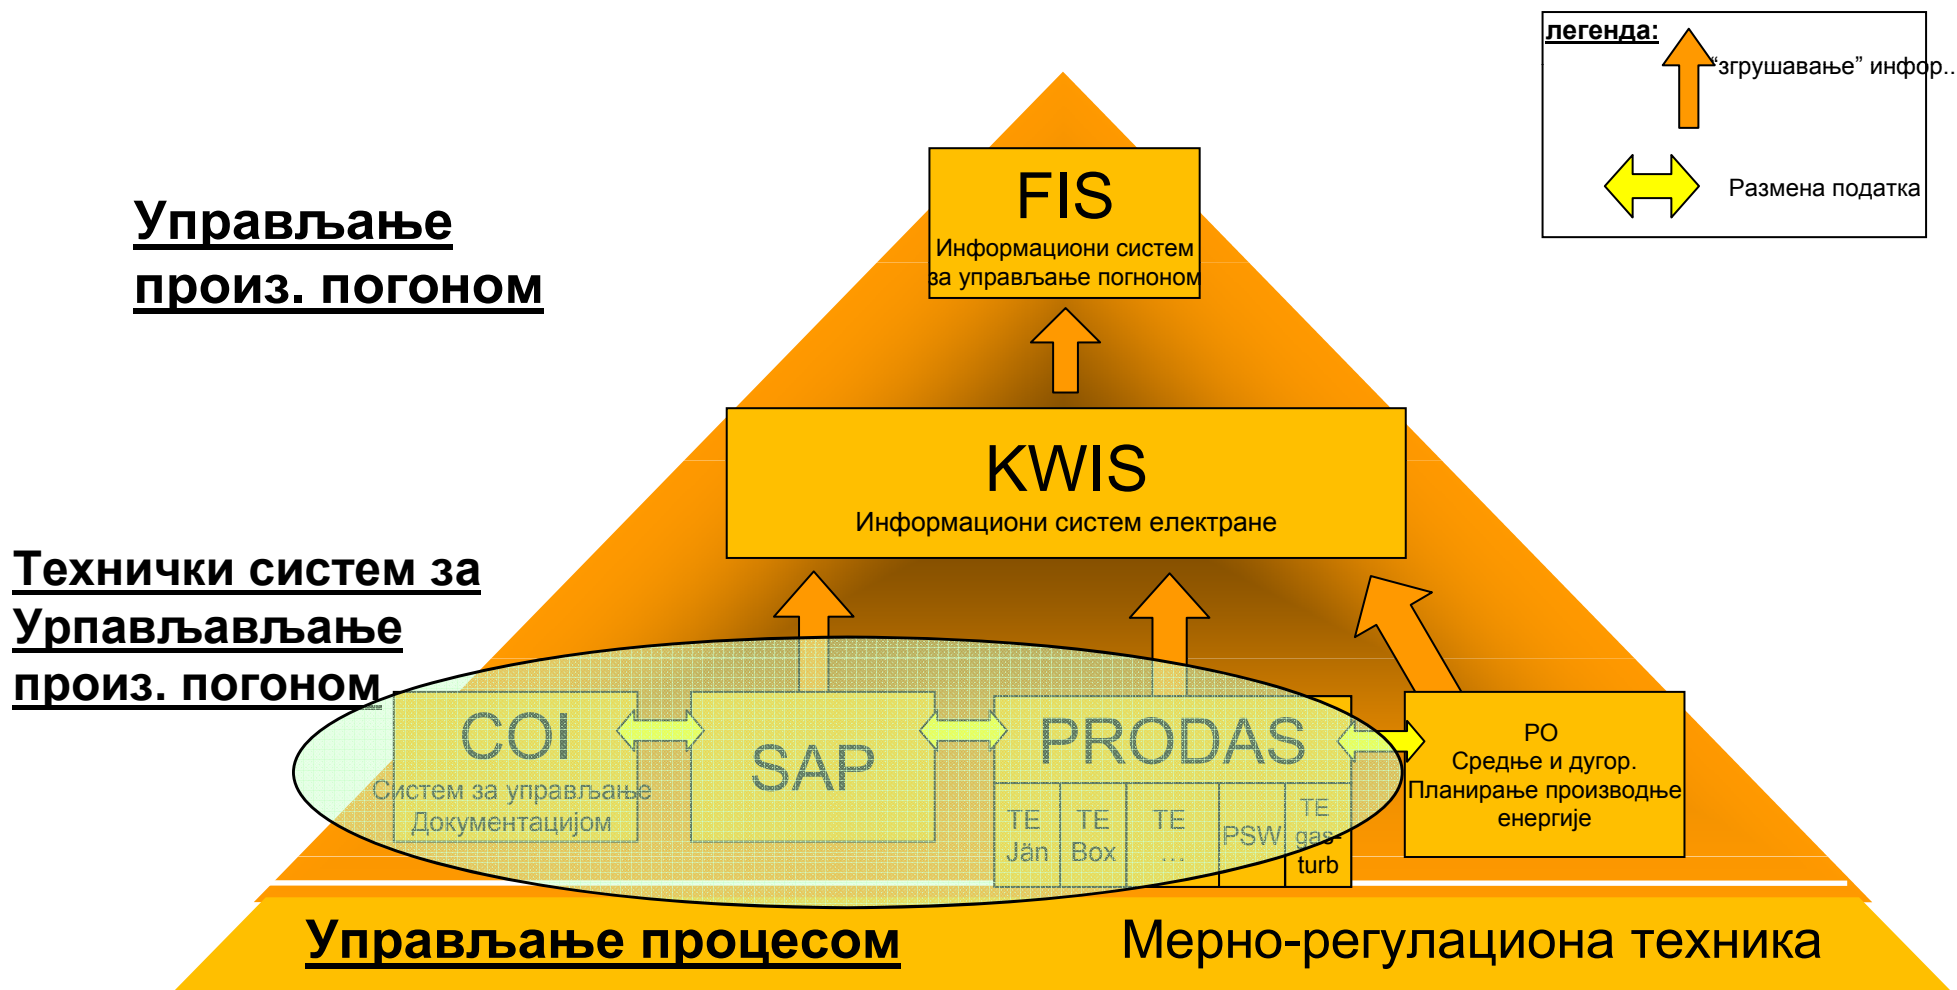 легенда:
“згрушавање” инфор..
Размена податка
Управљање
произ. погоном
FIS
Информациони систем
за управљање погноном
KWIS
Информациони систем електране
Технички систем за
Урпављављање
произ. погоном
COI
Систем за управљање
Документацијом
SAP
PRODAS
TE
Jän
TE
Box
TE
...
PSW
TE
gas-
turb
PO
Средње и дугор.
Планирање производње
енергије
Управљање процесом
Мерно-регулациона техника